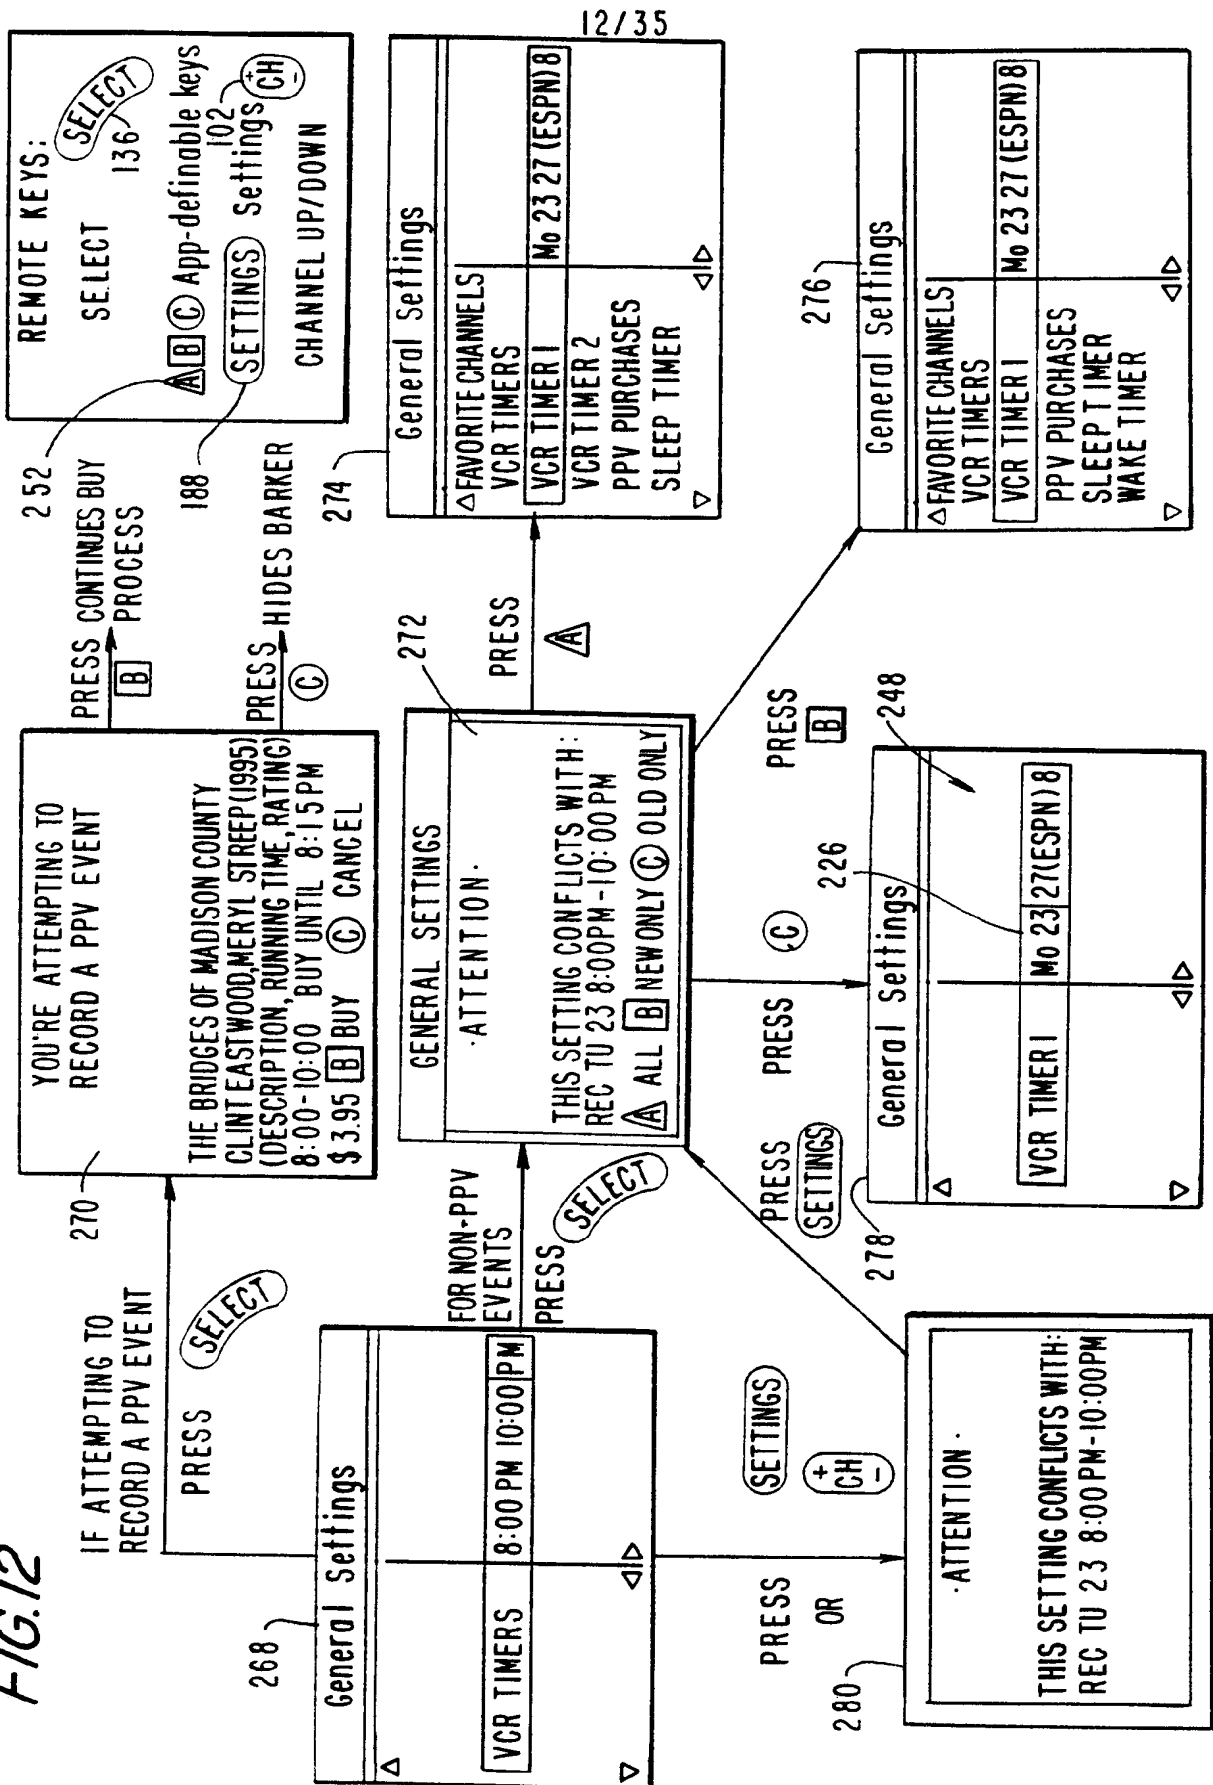 12/35
FIG.12
IF ATTEMPTING TO
RECORD A PPV EVENT
PRESS
SELECT
270
YOU'RE ATTEMPTING TO
RECORD A PPV EVENT
THE BRIDGES OF MADISON COUNTY
CLINT EASTWOOD, MERYL STREEP (1995)
(DESCRIPTION, RUNNING TIME, RATING)
8:00-10:00 BUY UNTIL 8:15PM
$3.95 B BUY C CANCEL
PRESS CONTINUES BUY
B PROCESS
PRESS HIDES BARKER
C
REMOTE KEYS:
SELECT
SELECT
136
252
A B C App-definable keys
102
188
SETTINGS Settings
+
CH
-
CHANNEL UP/DOWN
268
General Settings
VCR TIMERS 8:00PM 10:00 PM
FOR NON-PPV
EVENTS
PRESS
SELECT
272
GENERAL SETTINGS
·ATTENTION·
THIS SETTING CONFLICTS WITH:
REC TU 23 8:00PM-10:00PM
A ALL B NEW ONLY C OLD ONLY
PRESS
A
274
General Settings
FAVORITE CHANNELS
VCR TIMERS
VCR TIMER 1 Mo 23 27 (ESPN) 8
VCR TIMER 2
PPV PURCHASES
SLEEP TIMER
PRESS
OR
SETTINGS
+
CH
-
280
·ATTENTION·
THIS SETTING CONFLICTS WITH:
REC TU 23 8:00PM-10:00PM
PRESS
SETTINGS
PRESS
C
278
General Settings
226
248
VCR TIMER 1 Mo 23 27(ESPN) 8
PRESS
B
276
General Settings
FAVORITE CHANNELS
VCR TIMERS
VCR TIMER 1 Mo 23 27 (ESPN) 8
PPV PURCHASES
SLEEP TIMER
WAKE TIMER